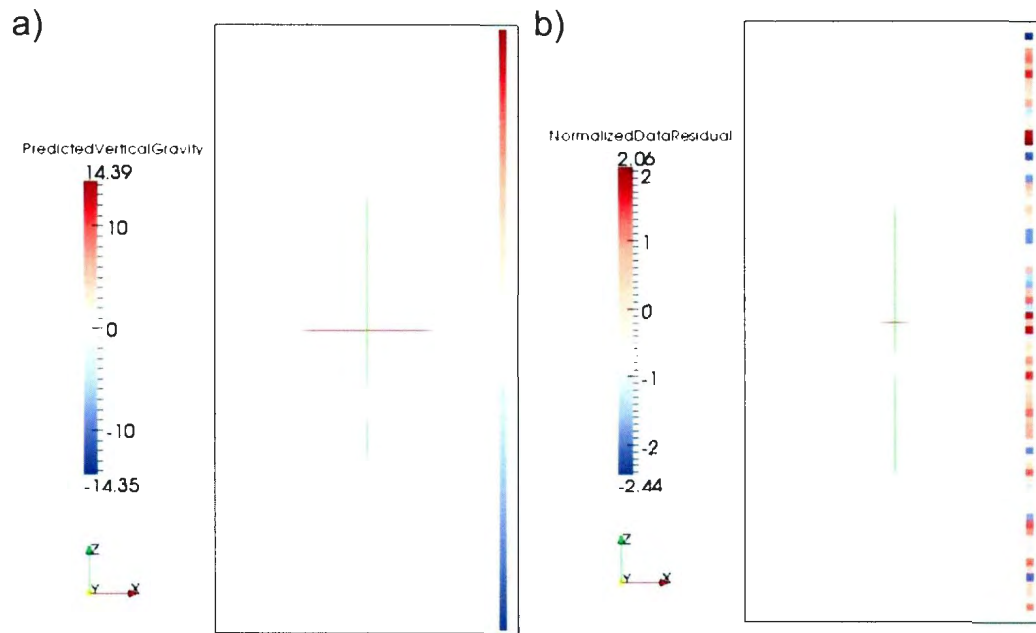 a)
PredictedVerticalGravity
14.39
10
0
-10
-14.35
Z
Y
X
b)
NormalizedDataResidual
2.06
2
1
0
-1
-2
-2.44
Z
Y
X